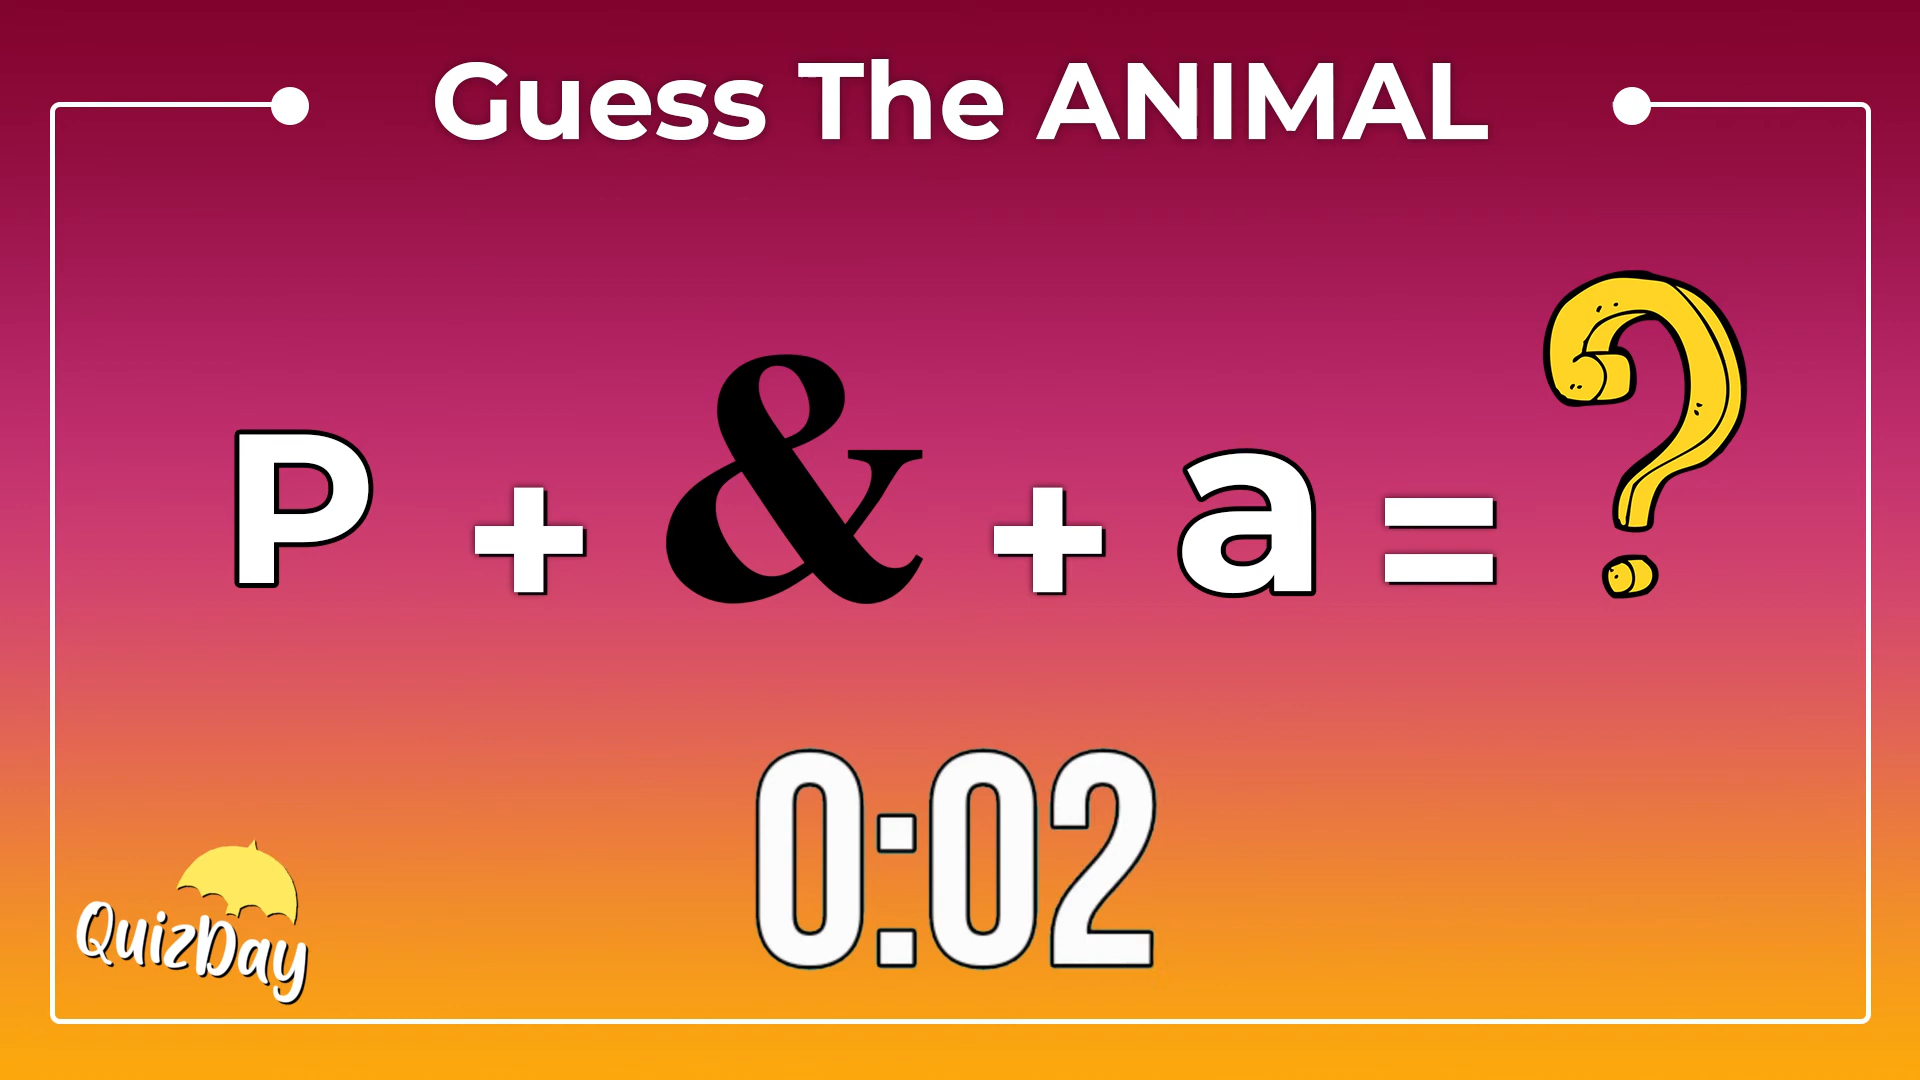 Guess The ANIMAL
P + & + a = ?
0:02
QuizDay